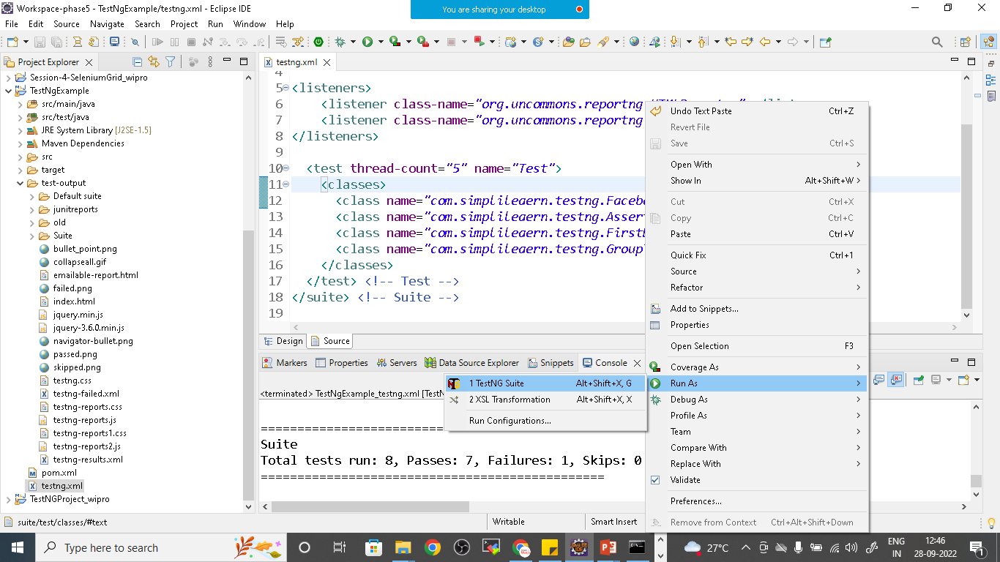 Workspace-phase5 - TestNgExample/testng.xml - Eclipse IDE
You are sharing your desktop
File Edit Source Navigate Search Project Run Window Help
Project Explorer
Session-4-SeleniumGrid_wipro
TestNgExample
src/main/java
src/test/java
JRE System Library [J2SE-1.5]
Maven Dependencies
src
target
test-output
Default suite
junitreports
old
Suite
bullet_point.png
collapseall.gif
emailable-report.html
failed.png
index.html
jquery.min.js
jquery-3.6.0.min.js
navigator-bullet.png
passed.png
skipped.png
testng.css
testng-failed.xml
testng-reports.css
testng-reports.js
testng-reports1.css
testng-reports2.js
testng-results.xml
pom.xml
testng.xml
TestNGProject_wipro
testng.xml
4
5 <listeners>
6 <listener class-name="org.uncommons.reportng
7 <listener class-name="org.uncommons.reportng
8 </listeners>
9
10 <test thread-count="5" name="Test">
11 <classes>
12 <class name="com.simplileaern.testng.Faceb
13 <class name="com.simplileaern.testng.Assert
14 <class name="com.simplileaern.testng.First
15 <class name="com.simplileaern.testng.Group
16 </classes>
17 </test> <!-- Test -->
18 </suite> <!-- Suite -->
19
Design Source
Markers Properties Servers Data Source Explorer Snippets Console
<terminated> TestNgExample_testng.xml [TestN
===========================
Suite
Total tests run: 8, Passes: 7, Failures: 1, Skips: 0
===============================================
1 TestNG Suite Alt+Shift+X, G
2 XSL Transformation Alt+Shift+X, X
Run Configurations...
Undo Text Paste Ctrl+Z
Revert File
Save Ctrl+S
Open With
Show In Alt+Shift+W
Cut Ctrl+X
Copy Ctrl+C
Paste Ctrl+V
Quick Fix Ctrl+1
Source
Refactor
Add to Snippets...
Properties
Open Selection F3
Coverage As
Run As
Debug As
Profile As
Team
Compare With
Replace With
Validate
Preferences...
Remove from Context Ctrl+Alt+Shift+Down
suite/test/classes/#text
Writable
Smart Insert
Type here to search
27°C
ENG
IN
12:46
28-09-2022
1